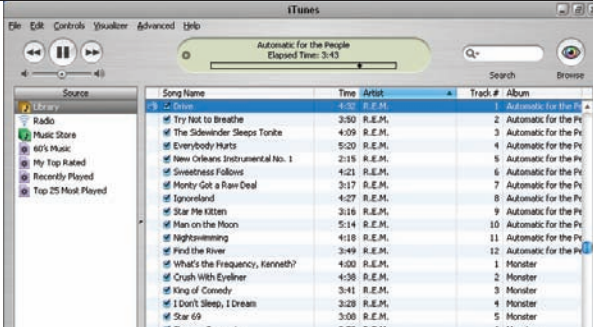 iTunes
File Edit Controls Visualizer Advanced Help
Automatic for the People
Elapsed Time: 3:43
Search Browse
Source Song Name Time Artist Track # Album
Library Drive 4:32 R.E.M. 1 Automatic for the Pe
Radio Try Not to Breathe 3:50 R.E.M. 2 Automatic for the Pe
Music Store The Sidewinder Sleeps Tonite 4:09 R.E.M. 3 Automatic for the Pe
60's Music Everybody Hurts 5:20 R.E.M. 4 Automatic for the Pe
My Top Rated New Orleans Instrumental No. 1 2:15 R.E.M. 5 Automatic for the Pe
Recently Played Sweetness Follows 4:21 R.E.M. 6 Automatic for the Pe
Top 25 Most Played Monty Got a Raw Deal 3:17 R.E.M. 7 Automatic for the Pe
Ignoreland 4:27 R.E.M. 8 Automatic for the Pe
Star Me Kitten 3:16 R.E.M. 9 Automatic for the Pe
Man on the Moon 5:14 R.E.M. 10 Automatic for the Pe
Nightswimming 4:18 R.E.M. 11 Automatic for the Pe
Find the River 3:49 R.E.M. 12 Automatic for the Pe
What's the Frequency, Kenneth? 4:00 R.E.M. 1 Monster
Crush With Eyeliner 4:38 R.E.M. 2 Monster
King of Comedy 3:41 R.E.M. 3 Monster
I Don't Sleep, I Dream 3:28 R.E.M. 4 Monster
Star 69 3:08 R.E.M. 5 Monster